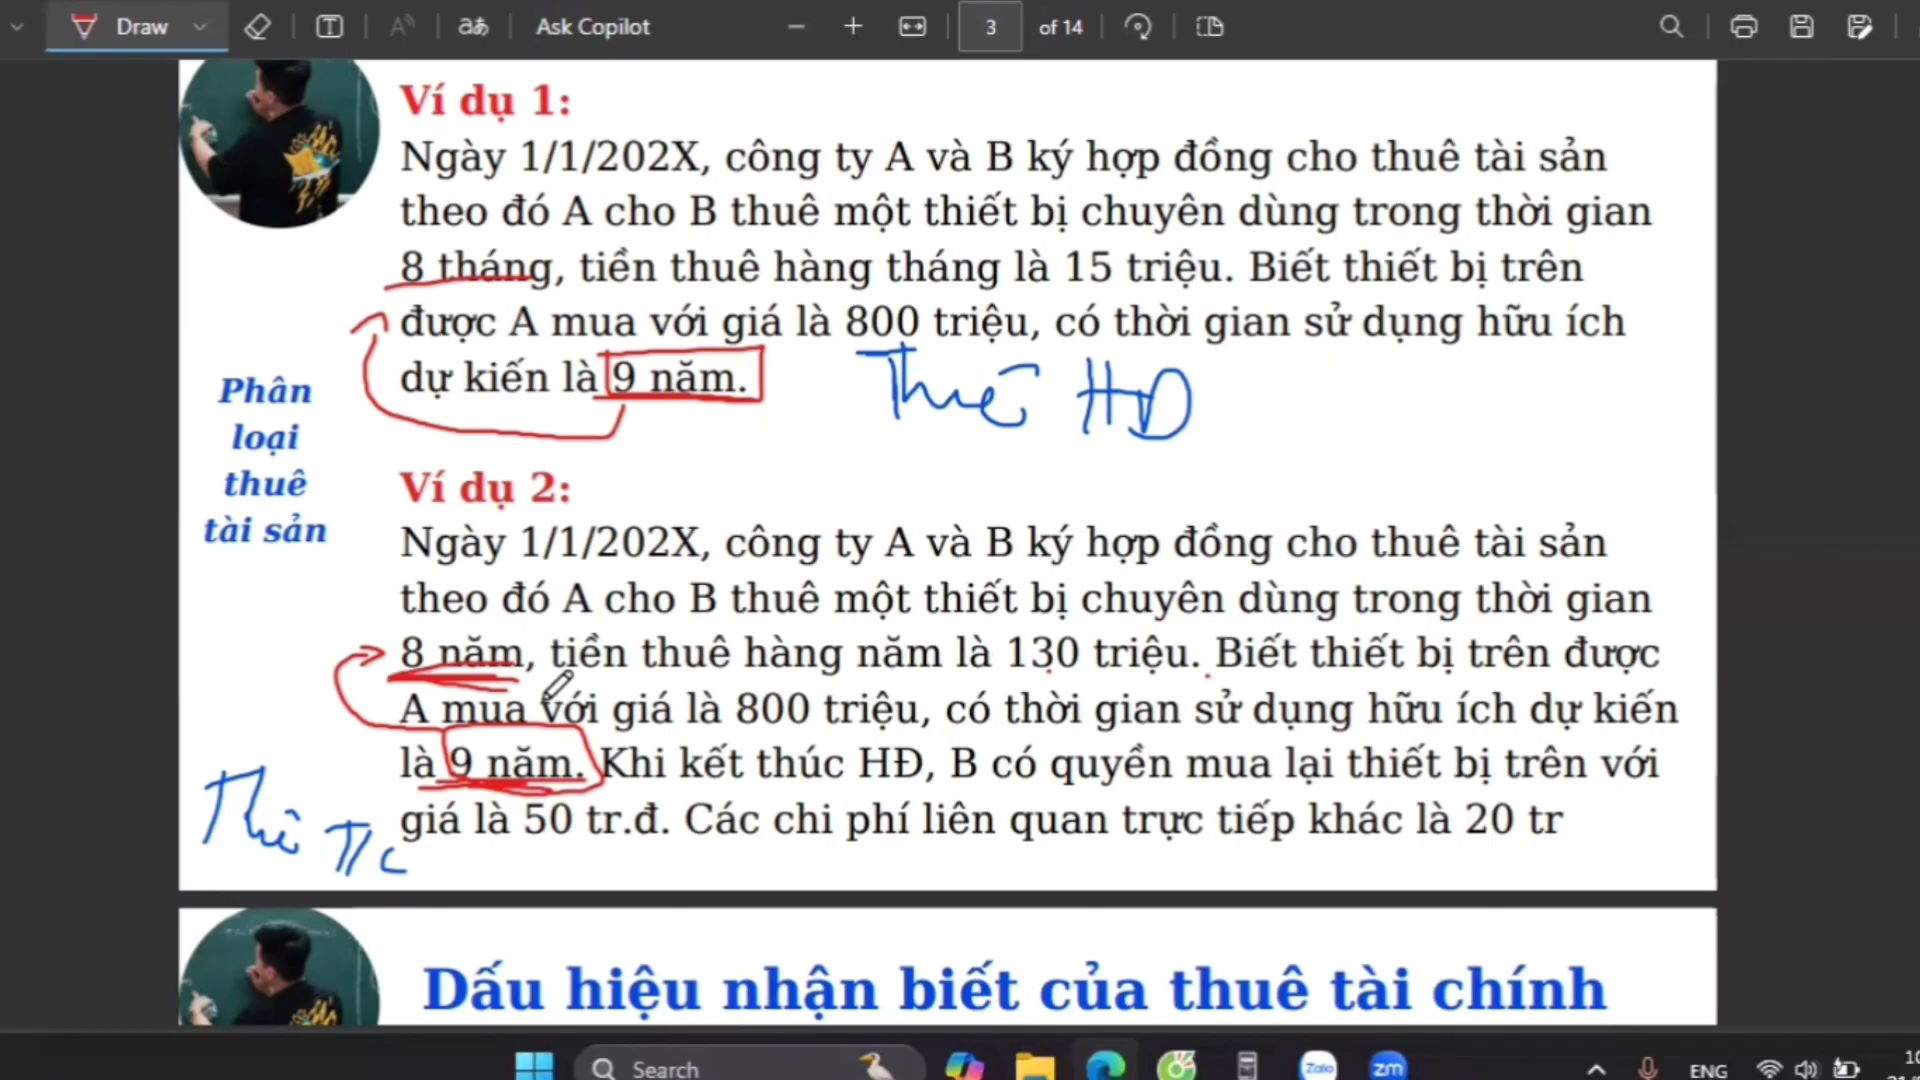 Draw
Ask Copilot
3 of 14
Ví dụ 1:
Ngày 1/1/202X, công ty A và B ký hợp đồng cho thuê tài sản
theo đó A cho B thuê một thiết bị chuyên dùng trong thời gian
8 tháng, tiền thuê hàng tháng là 15 triệu. Biết thiết bị trên
được A mua với giá là 800 triệu, có thời gian sử dụng hữu ích
dự kiến là 9 năm.
Thuê HĐ
Phân
loại
thuê
tài sản
Ví dụ 2:
Ngày 1/1/202X, công ty A và B ký hợp đồng cho thuê tài sản
theo đó A cho B thuê một thiết bị chuyên dùng trong thời gian
8 năm, tiền thuê hàng năm là 130 triệu. Biết thiết bị trên được
A mua với giá là 800 triệu, có thời gian sử dụng hữu ích dự kiến
là 9 năm. Khi kết thúc HĐ, B có quyền mua lại thiết bị trên với
giá là 50 tr.đ. Các chi phí liên quan trực tiếp khác là 20 tr
TC
Dấu hiệu nhận biết của thuê tài chính
Search
Zalo
zm
ENG